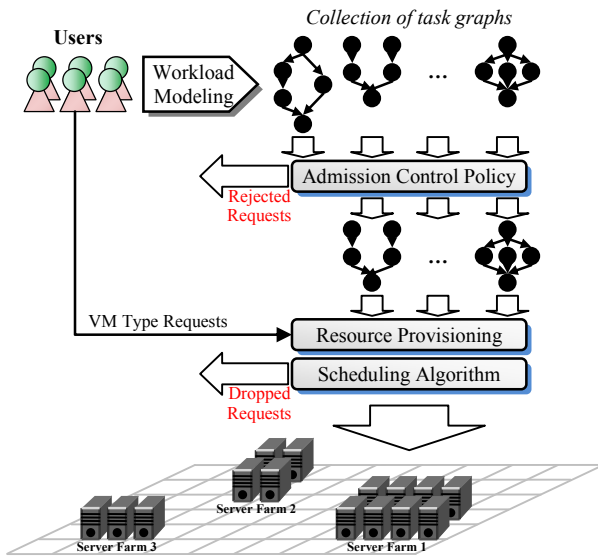 Collection of task graphs
Users
Workload
Modeling
...
Admission Control Policy
Rejected
Requests
...
VM Type Requests
Resource Provisioning
Scheduling Algorithm
Dropped
Requests
Server Farm 2
Server Farm 3
Server Farm 1